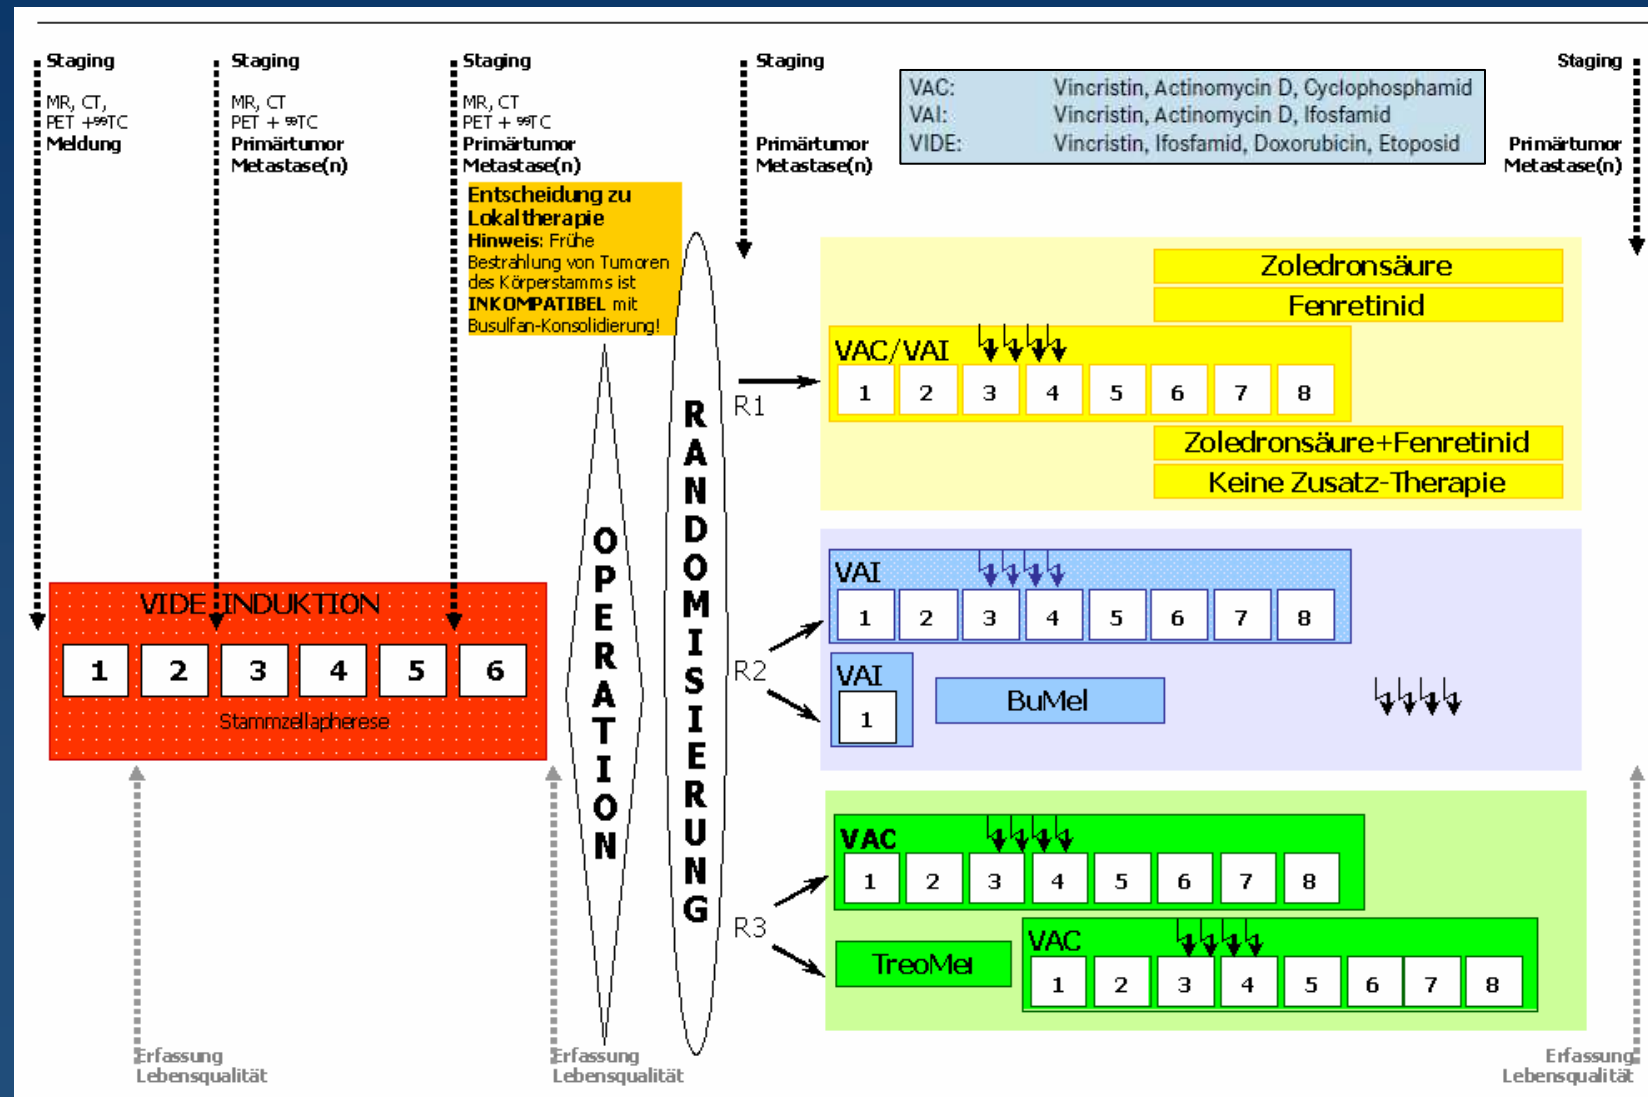 Staging
MR, CT,
PET +99TC
Meldung
Staging
MR, CT
PET + 99TC
Primärtumor
Metastase(n)
Staging
MR, CT
PET + 99TC
Primärtumor
Metastase(n)
Entscheidung zu
Lokaltherapie
Hinweis: Frühe
Bestrahlung von Tumoren
des Körperstamms ist
INKOMPATIBEL mit
Busulfan-Konsolidierung!
Staging
Primärtumor
Metastase(n)
VAC: Vincristin, Actinomycin D, Cyclophosphamid
VAI: Vincristin, Actinomycin D, Ifosfamid
VIDE: Vincristin, Ifosfamid, Doxorubicin, Etoposid
Staging
Primärtumor
Metastase(n)
VIDE INDUKTION
1 2 3 4 5 6
Stammzellapherese
OPERATION
RANDOMISIERUNG
R1
Zoledronsäure
Fenretinid
VAC/VAI
1 2 3 4 5 6 7 8
Zoledronsäure+Fenretinid
Keine Zusatz-Therapie
R2
VAI
1 2 3 4 5 6 7 8
VAI
1
BuMel
R3
VAC
1 2 3 4 5 6 7 8
TreoMel
VAC
1 2 3 4 5 6 7 8
Erfassung
Lebensqualität
Erfassung
Lebensqualität
Erfassung
Lebensqualität